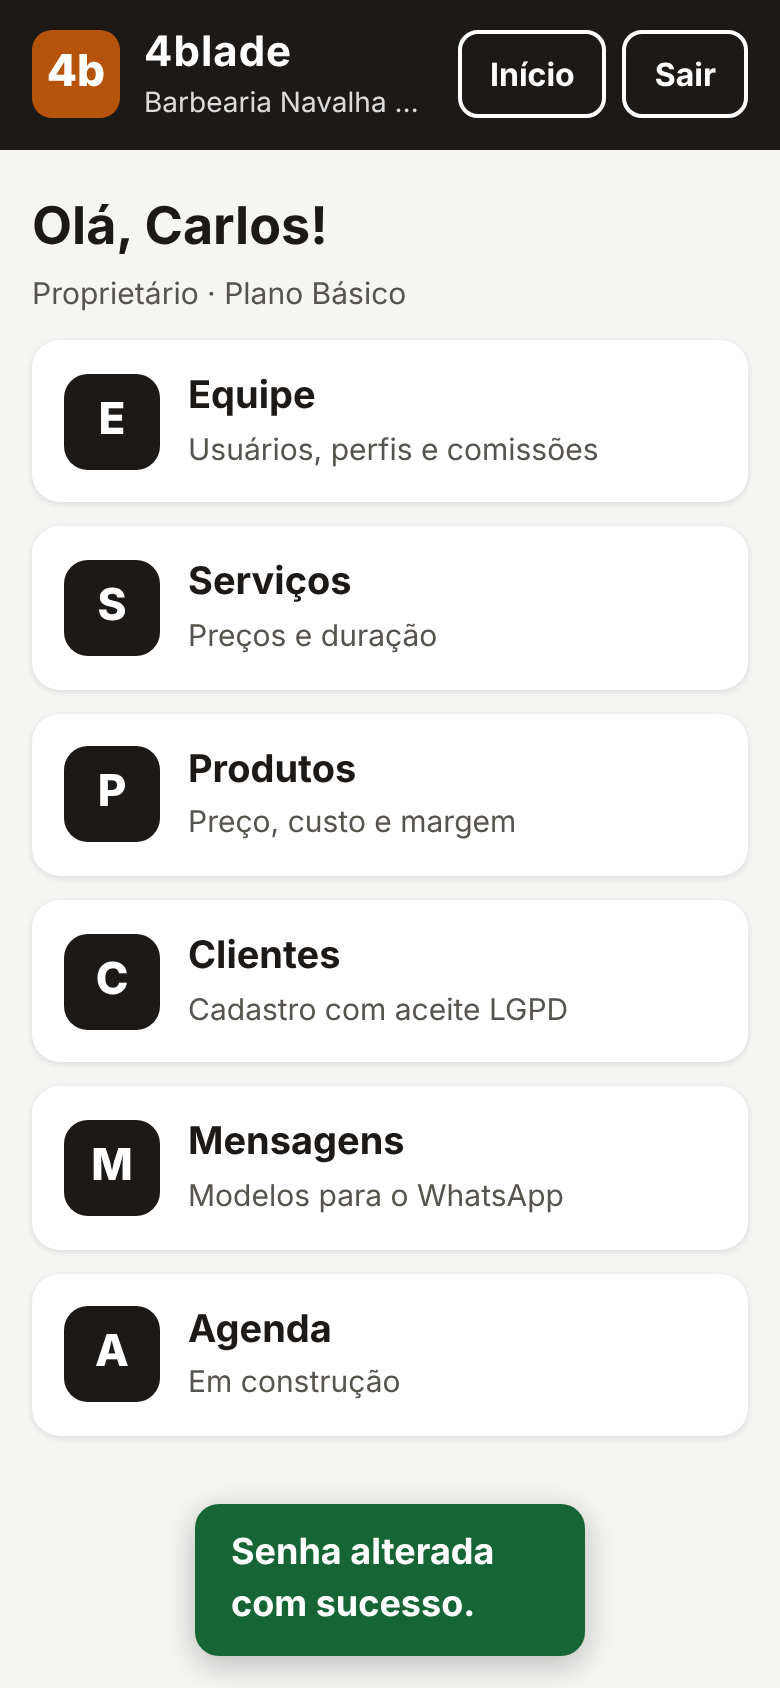 4b
4blade
Barbearia Navalha ...
Início
Sair
Olá, Carlos!
Proprietário · Plano Básico
E
Equipe
Usuários, perfis e comissões
S
Serviços
Preços e duração
P
Produtos
Preço, custo e margem
C
Clientes
Cadastro com aceite LGPD
M
Mensagens
Modelos para o WhatsApp
A
Agenda
Em construção
Senha alterada
com sucesso.